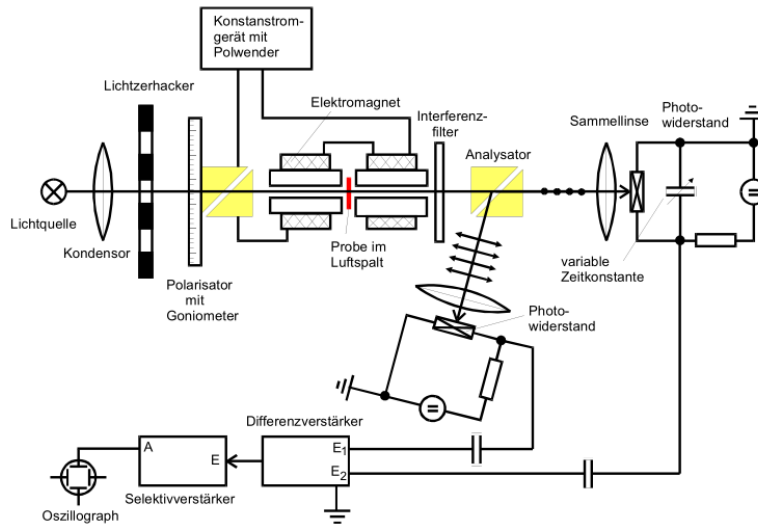 Konstanstrom-
gerät mit
Polwender
Lichtzerhacker
Elektromagnet
Interferenz-
filter
Analysator
Sammellinse
Photo-
widerstand
Lichtquelle
Kondensor
Polarisator
mit
Goniometer
Probe im
Luftspalt
variable
Zeitkonstante
Photo-
widerstand
Differenzverstärker
A
E
E1
E2
Selektivverstärker
Oszillograph